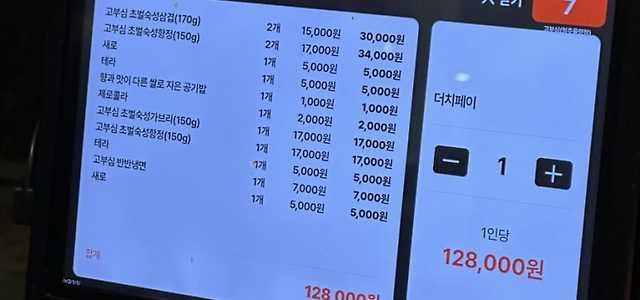 7
고부심 초벌숙성삼겹(170g) 2개 15,000원 30,000원
고부심 초벌숙성항정(150g) 2개 17,000원 34,000원
새로 1개 5,000원 5,000원
테라 1개 5,000원 5,000원
향과 맛이 다른 쌀로 지은 공기밥 1개 1,000원 1,000원
제로콜라 1개 2,000원 2,000원
고부심 초벌숙성가브리(150g) 1개 17,000원 17,000원
고부심 초벌숙성항정(150g) 1개 17,000원 17,000원
테라 1개 5,000원 5,000원
고부심 반반냉면 1개 7,000원 7,000원
새로 1개 5,000원 5,000원
합계 128,000원
더치페이
1
1인당
128,000원